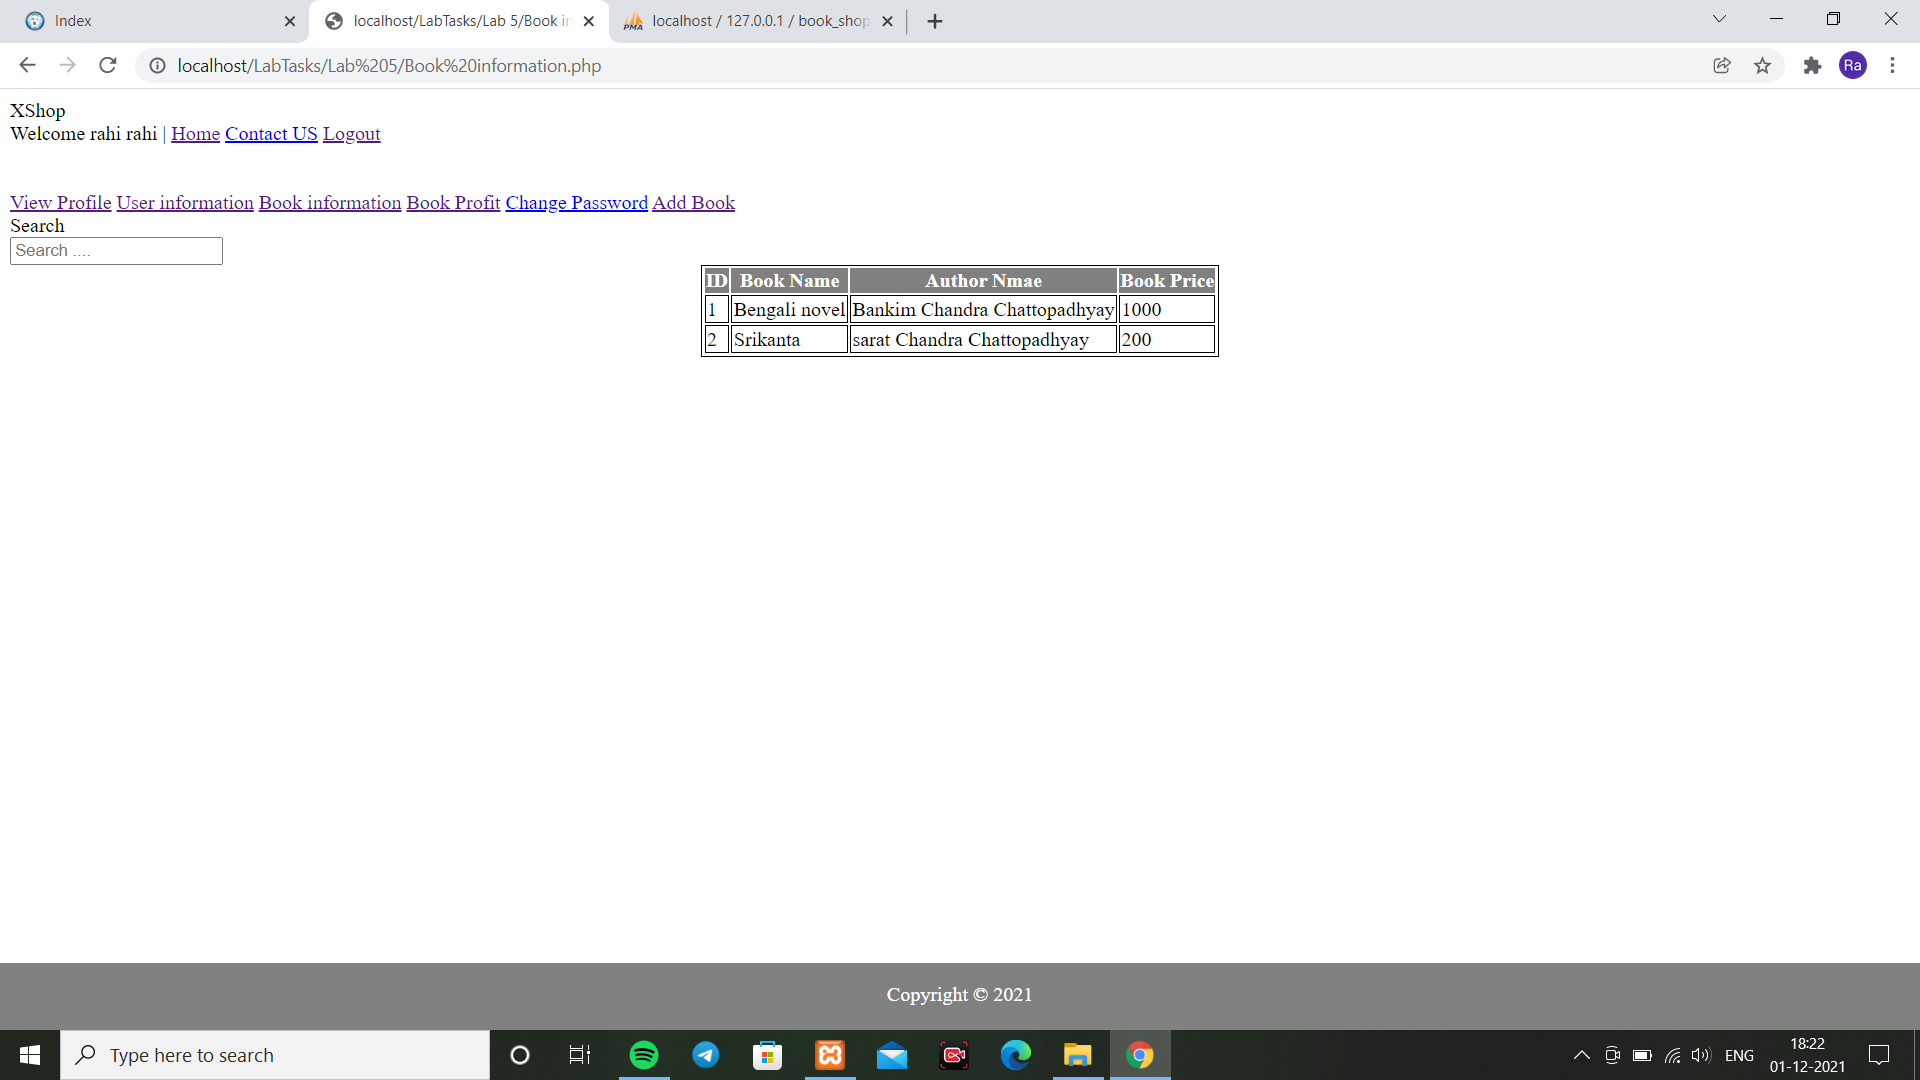 Index
localhost/LabTasks/Lab 5/Book in
localhost / 127.0.0.1 / book_shop
localhost/LabTasks/Lab%205/Book%20information.php
Ra
XShop
Welcome rahi rahi | Home Contact US Logout
View Profile User information Book information Book Profit Change Password Add Book
Search
Search ....
ID Book Name Author Nmae Book Price
1 Bengali novel Bankim Chandra Chattopadhyay 1000
2 Srikanta sarat Chandra Chattopadhyay 200
Copyright © 2021
Type here to search
ENG
18:22
01-12-2021